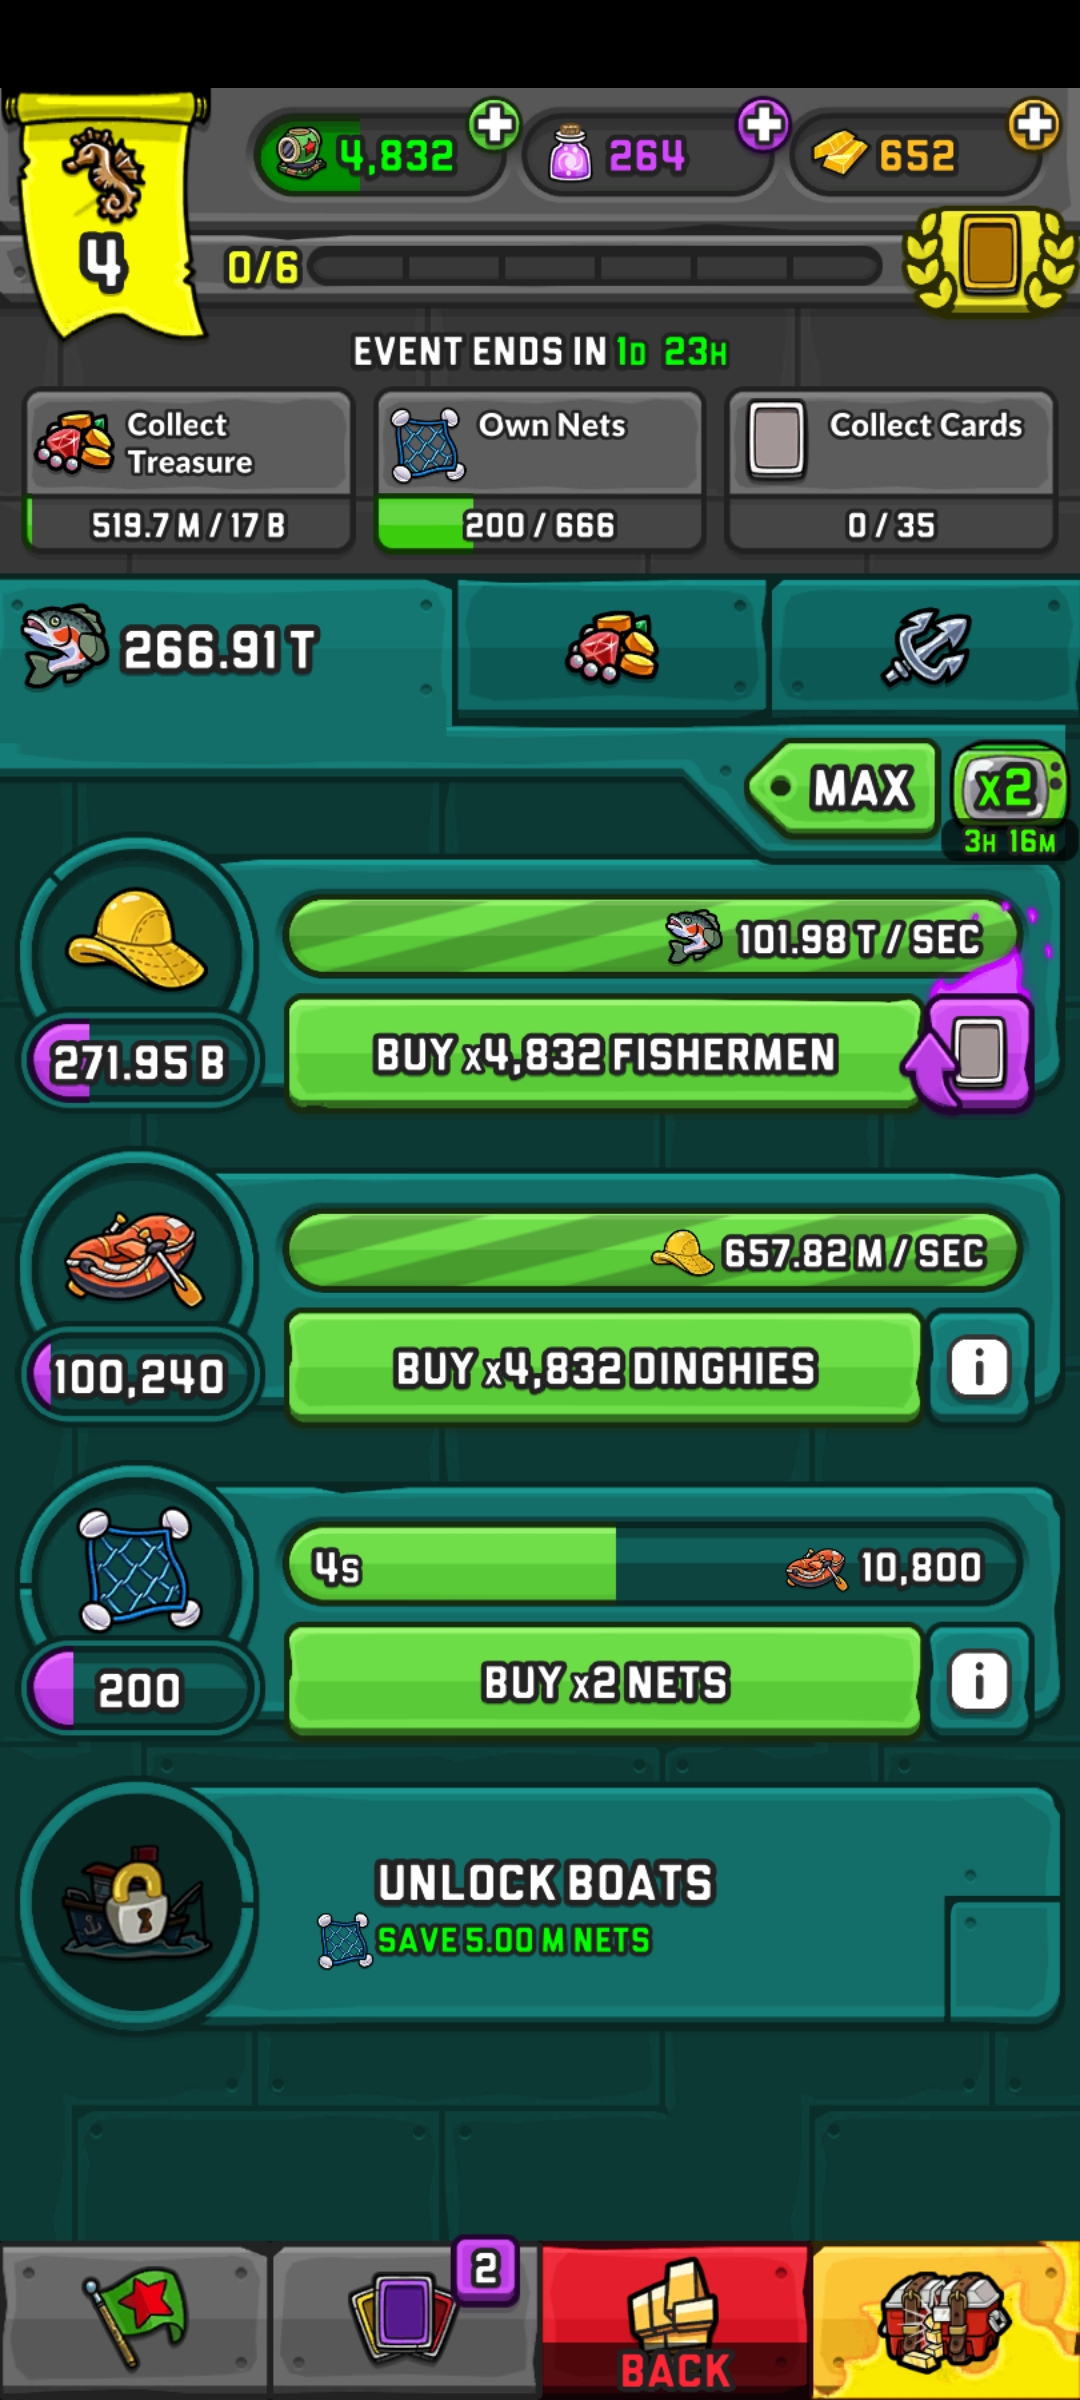 4,832
264
652
4
0/6
EVENT ENDS IN 1D 23H
Collect
Treasure
519.7 M / 17 B
Own Nets
200 / 666
Collect Cards
0 / 35
266.91 T
MAX
x2
3H 16M
101.98 T / SEC
271.95 B
BUY x4,832 FISHERMEN
657.82 M / SEC
100,240
BUY x4,832 DINGHIES
i
4s
10,800
200
BUY x2 NETS
i
UNLOCK BOATS
SAVE 5.00 M NETS
2
BACK